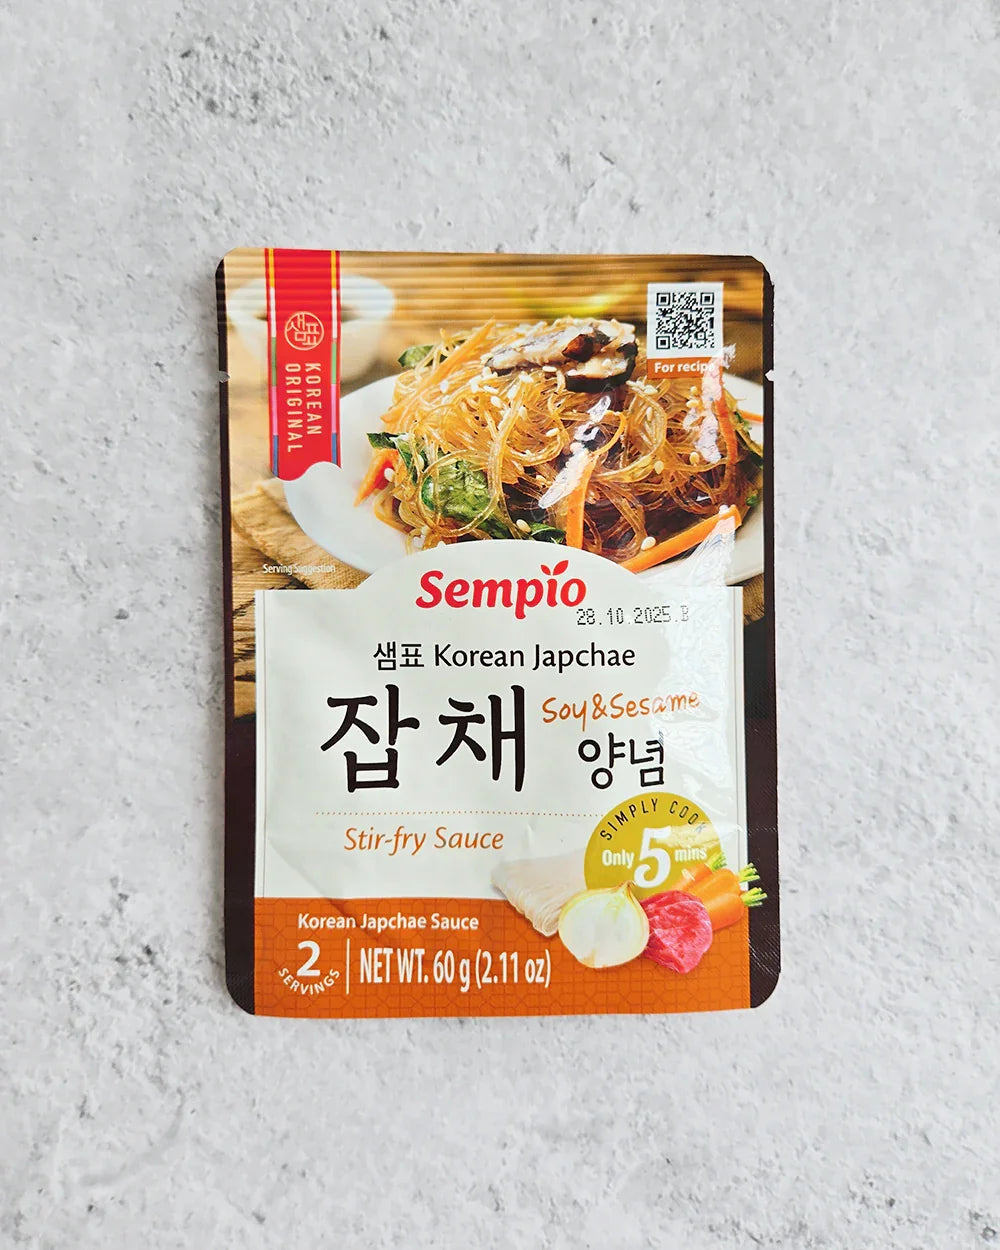 샘표
KOREAN
ORIGINAL
For recipe
Serving Suggestion
Sempio
28.10.2025.B
샘표 Korean Japchae
잡채 Soy&Sesame
양념
Stir-fry Sauce
SIMPLY COOK
Only 5 mins
Korean Japchae Sauce
2
SERVINGS
NET WT. 60 g (2.11 oz)